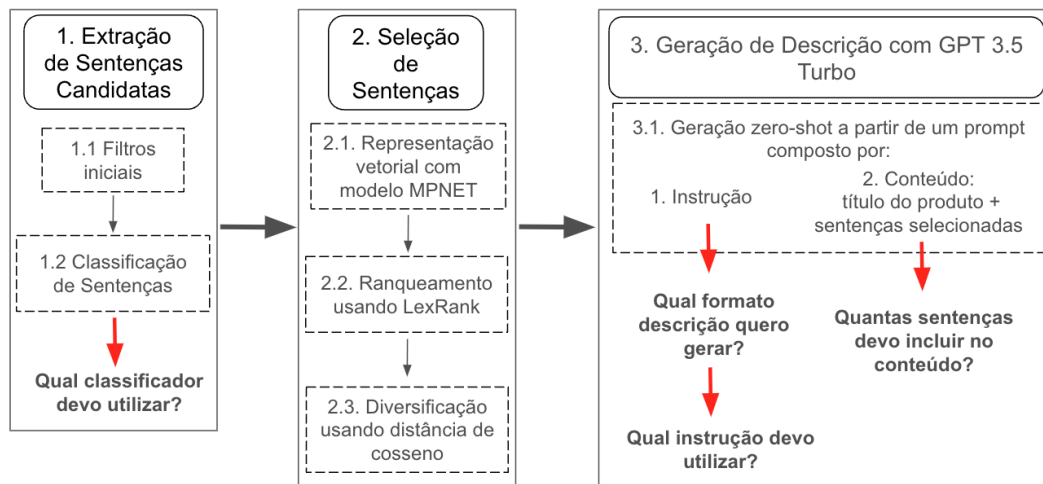 1. Extração
de Sentenças
Candidatas
1.1 Filtros
iniciais
1.2 Classificação
de Sentenças
Qual classificador
devo utilizar?
2. Seleção
de
Sentenças
2.1. Representação
vetorial com
modelo MPNET
2.2. Ranqueamento
usando LexRank
2.3. Diversificação
usando distância de
cosseno
3. Geração de Descrição com GPT 3.5
Turbo
3.1. Geração zero-shot a partir de um prompt
composto por:
1. Instrução
2. Conteúdo:
título do produto +
sentenças selecionadas
Qual formato
descrição quero
gerar?
Qual instrução devo
utilizar?
Quantas sentenças
devo incluir no
conteúdo?